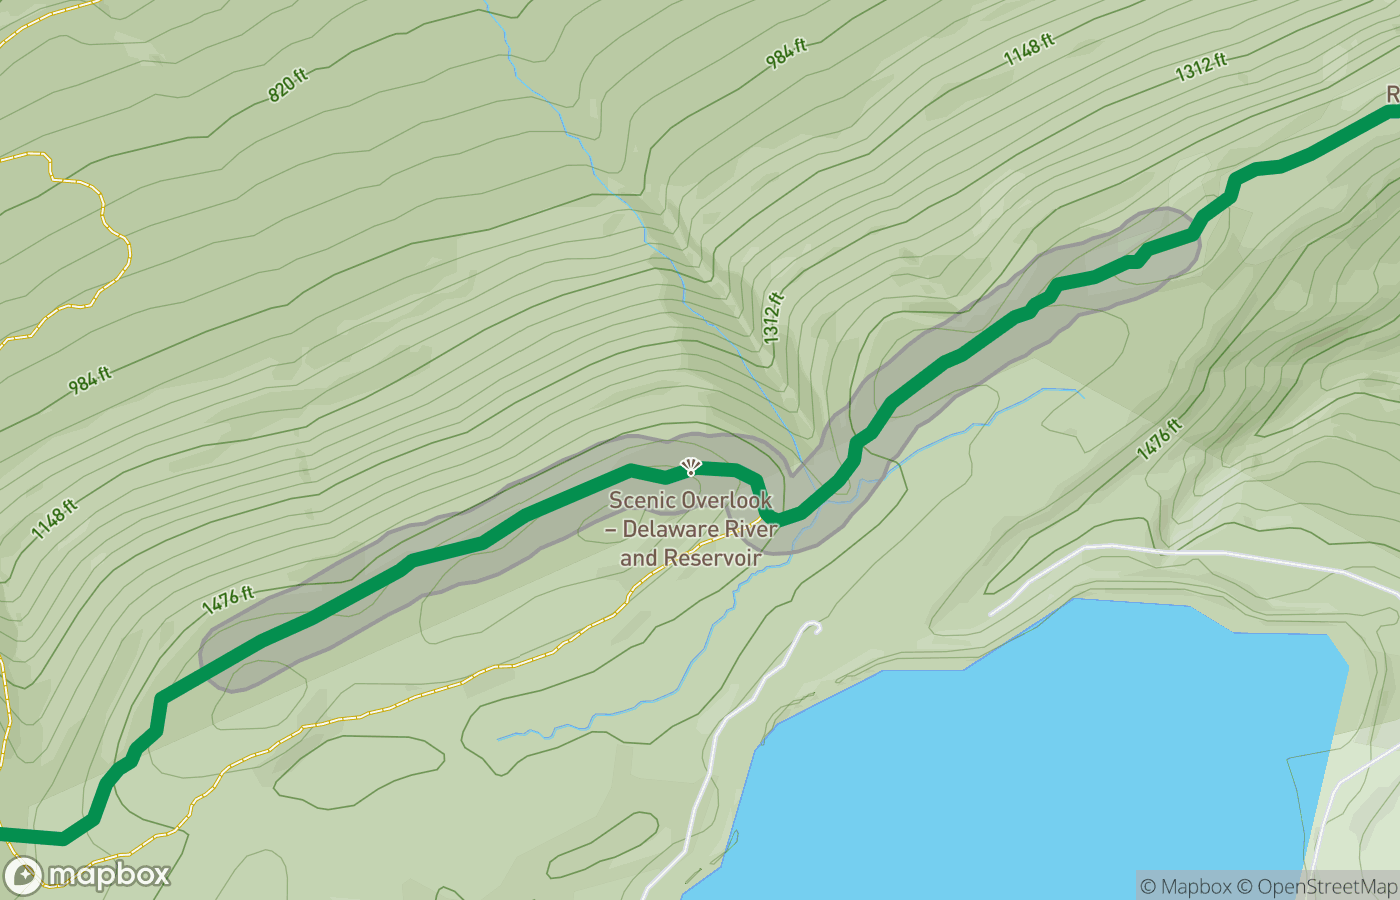 984 ft
1148 ft
1312 ft
820 ft
R
1312 ft
984 ft
1476 ft
Scenic Overlook
– Delaware River
and Reservoir
1148 ft
1476 ft
mapbox
© Mapbox © OpenStreetMap